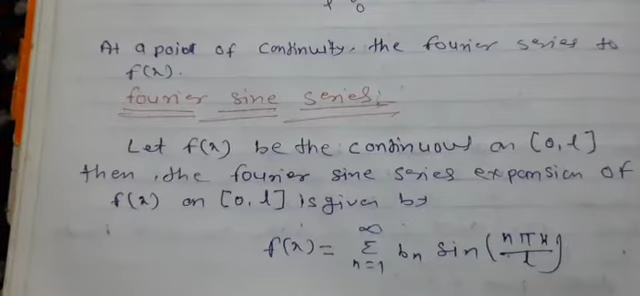 At a point of continuity, the fourier series to
f(x).
fourier sine series:
Let f(x) be the continuous on [0, l]
then, the fourier sine series expansion of
f(x) on [0, l] is given by
f(x) = ∞ Σ n=1 bn sin (nπx/l)